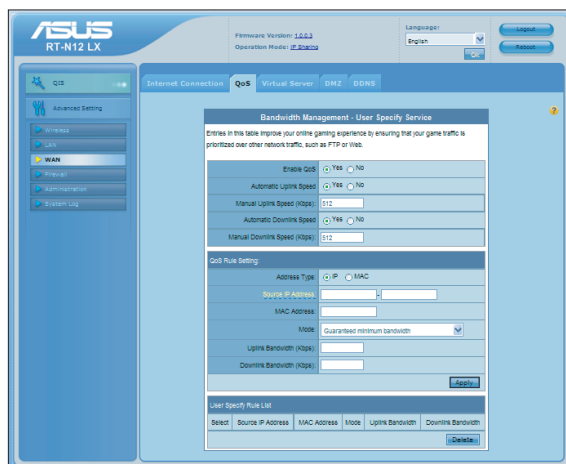 ASUS
RT-N12 LX
Firmware Version: 1.0.0.3
Operation Mode: IP Sharing
Language:
English
OK
Logout
Reboot
QIS
Advanced Setting
Wireless
LAN
WAN
Firewall
Administration
System Log
Internet Connection QoS Virtual Server DMZ DDNS
Bandwidth Management - User Specify Service
Entries in this table improve your online gaming experience by ensuring that your game traffic is
prioritized over other network traffic, such as FTP or Web.
Enable QoS Yes No
Automatic Uplink Speed Yes No
Manual Uplink Speed (Kbps): 512
Automatic Downlink Speed Yes No
Manual Downlink Speed (Kbps): 512
QoS Rule Setting:
Address Type: IP MAC
Source IP Address: -
MAC Address:
Mode: Guaranteed minimum bandwidth
Uplink Bandwidth (Kbps):
Downlink Bandwidth (Kbps):
Apply
User Specify Rule List
Select Source IP Address MAC Address Mode Uplink Bandwidth Downlink Bandwidth
Delete
?